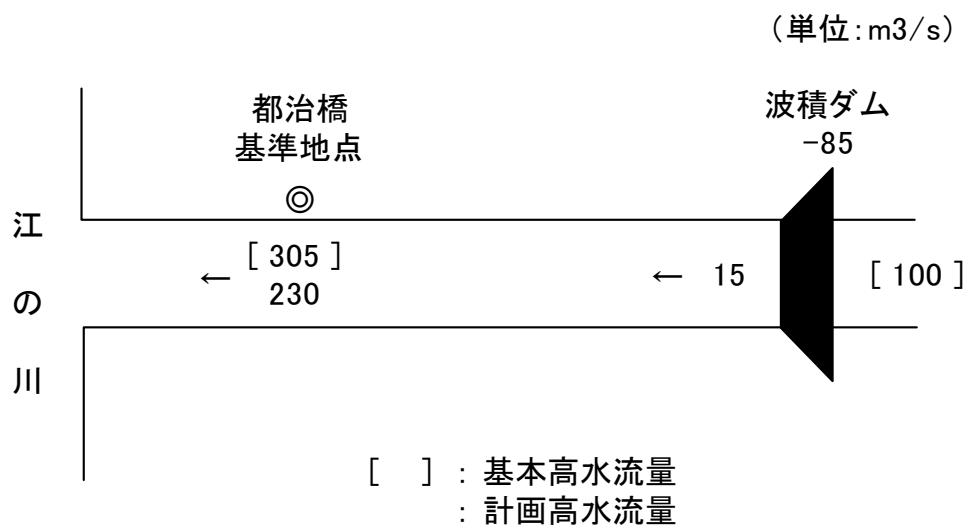 (単位:m3/s)
都治橋
基準地点
◎
波積ダム
-85
江の川
[ 305 ]
←
230
← 15
[ 100 ]
[ ] : 基本高水流量
: 計画高水流量